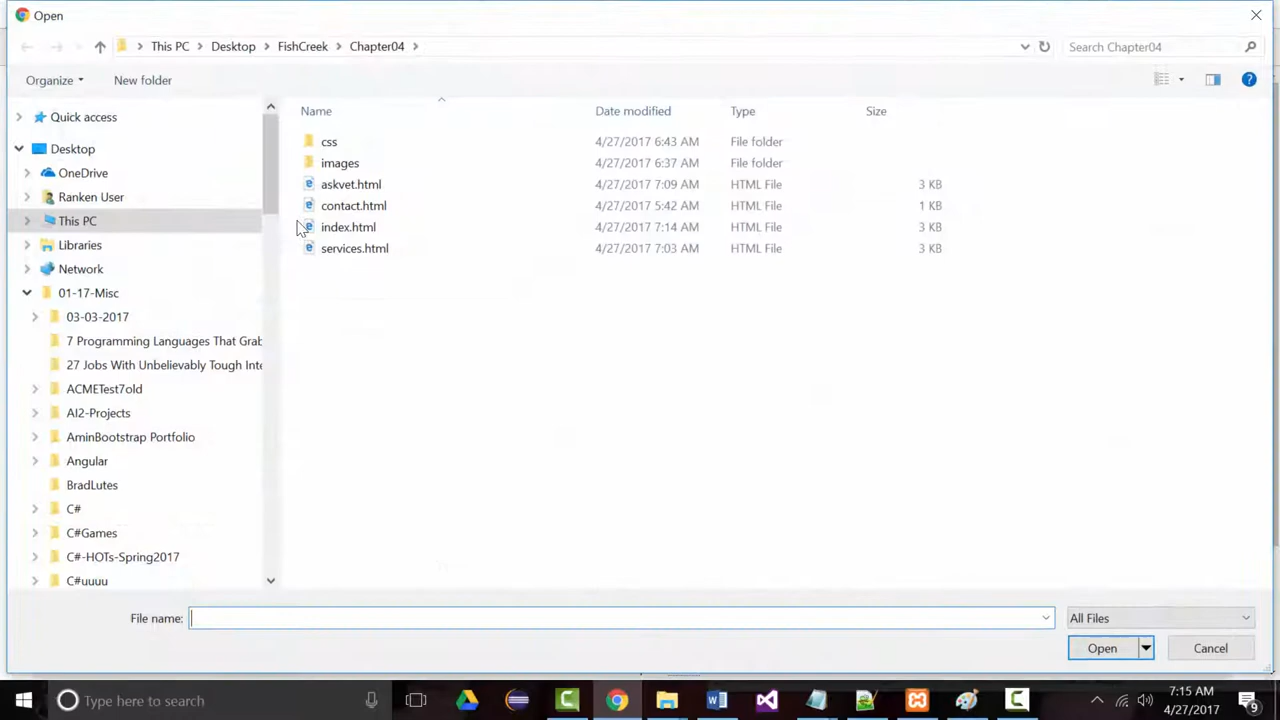 Open
This PC > Desktop > FishCreek > Chapter04 >
Search Chapter04
Organize
New folder
Name
Date modified
Type
Size
css 4/27/2017 6:43 AM File folder
images 4/27/2017 6:37 AM File folder
askvet.html 4/27/2017 7:09 AM HTML File 3 KB
contact.html 4/27/2017 5:42 AM HTML File 1 KB
index.html 4/27/2017 7:14 AM HTML File 3 KB
services.html 4/27/2017 7:03 AM HTML File 3 KB
Quick access
Desktop
OneDrive
Ranken User
This PC
Libraries
Network
01-17-Misc
03-03-2017
7 Programming Languages That Grab
27 Jobs With Unbelievably Tough Inte
ACMETest7old
AI2-Projects
AminBootstrap Portfolio
Angular
BradLutes
C#
C#Games
C#-HOTs-Spring2017
C#uuuu
File name:
All Files
Open
Cancel
Type here to search
7:15 AM
4/27/2017
9